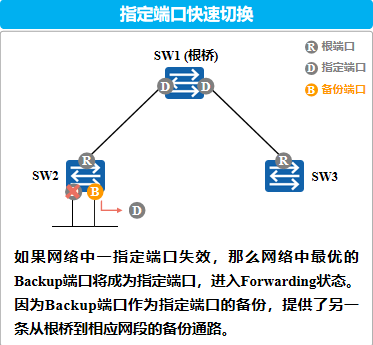 指定端口快速切换
SW1 (根桥)
R 根端口
D 指定端口
B 备份端口
D D
R R
SW2
SW3
B
D
如果网络中一指定端口失效，那么网络中最优的
Backup端口将成为指定端口，进入Forwarding状态。
因为Backup端口作为指定端口的备份，提供了另一
条从根桥到相应网段的备份通路。